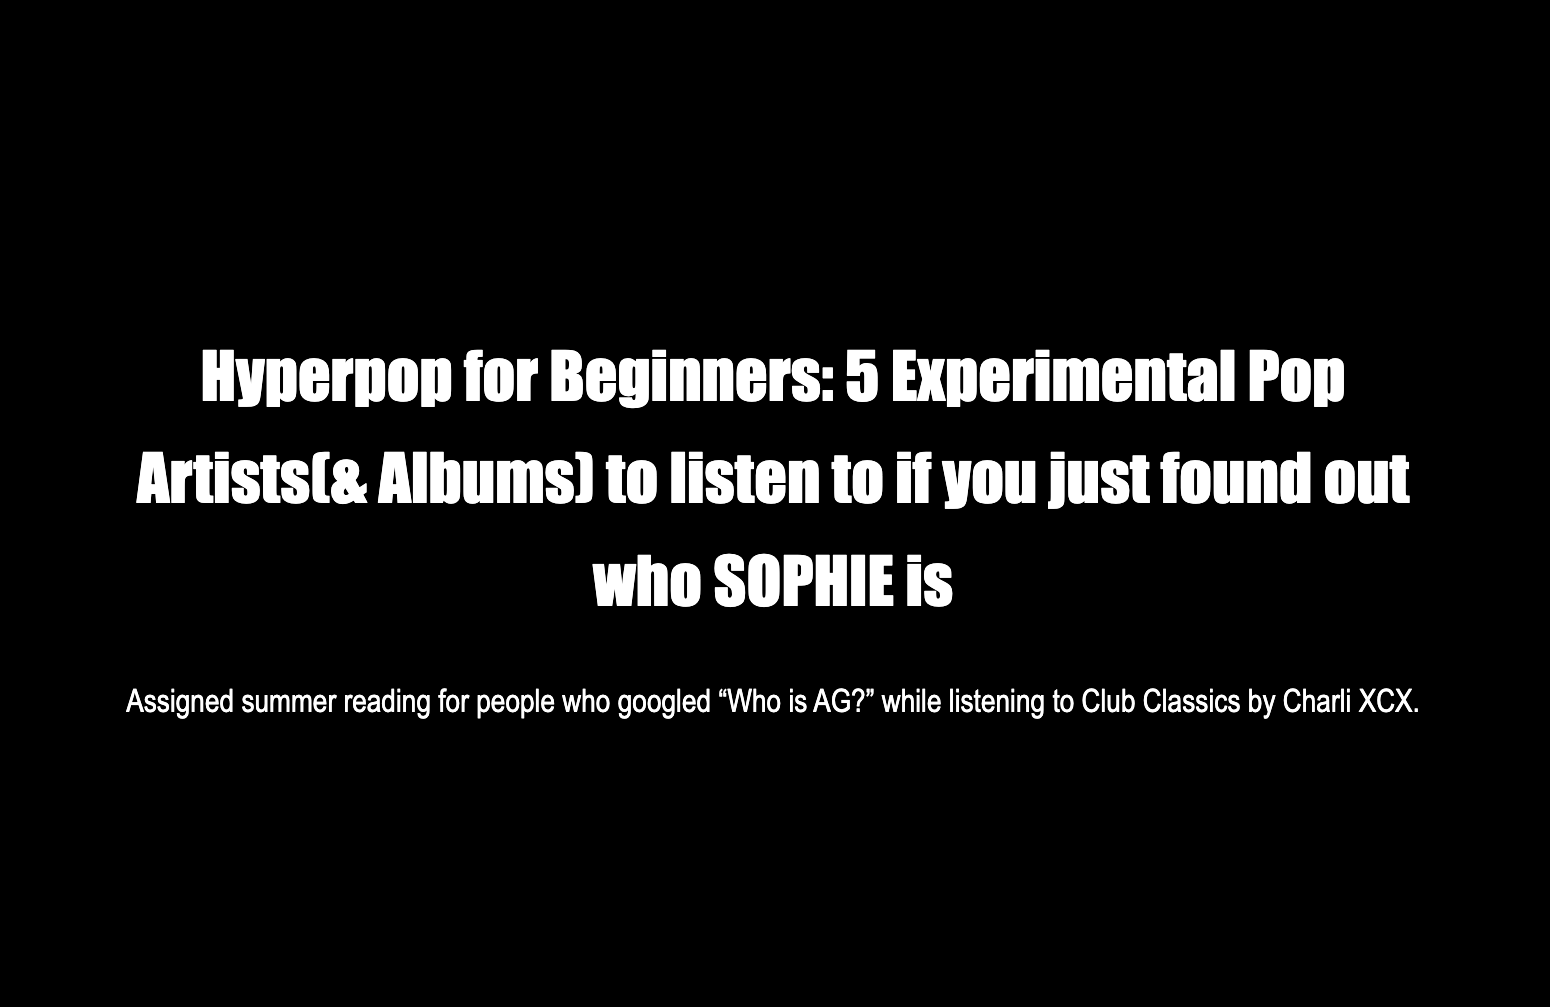 Hyperpop for Beginners: 5 Experimental Pop
Artists(& Albums) to listen to if you just found out
who SOPHIE is
Assigned summer reading for people who googled “Who is AG?” while listening to Club Classics by Charli XCX.